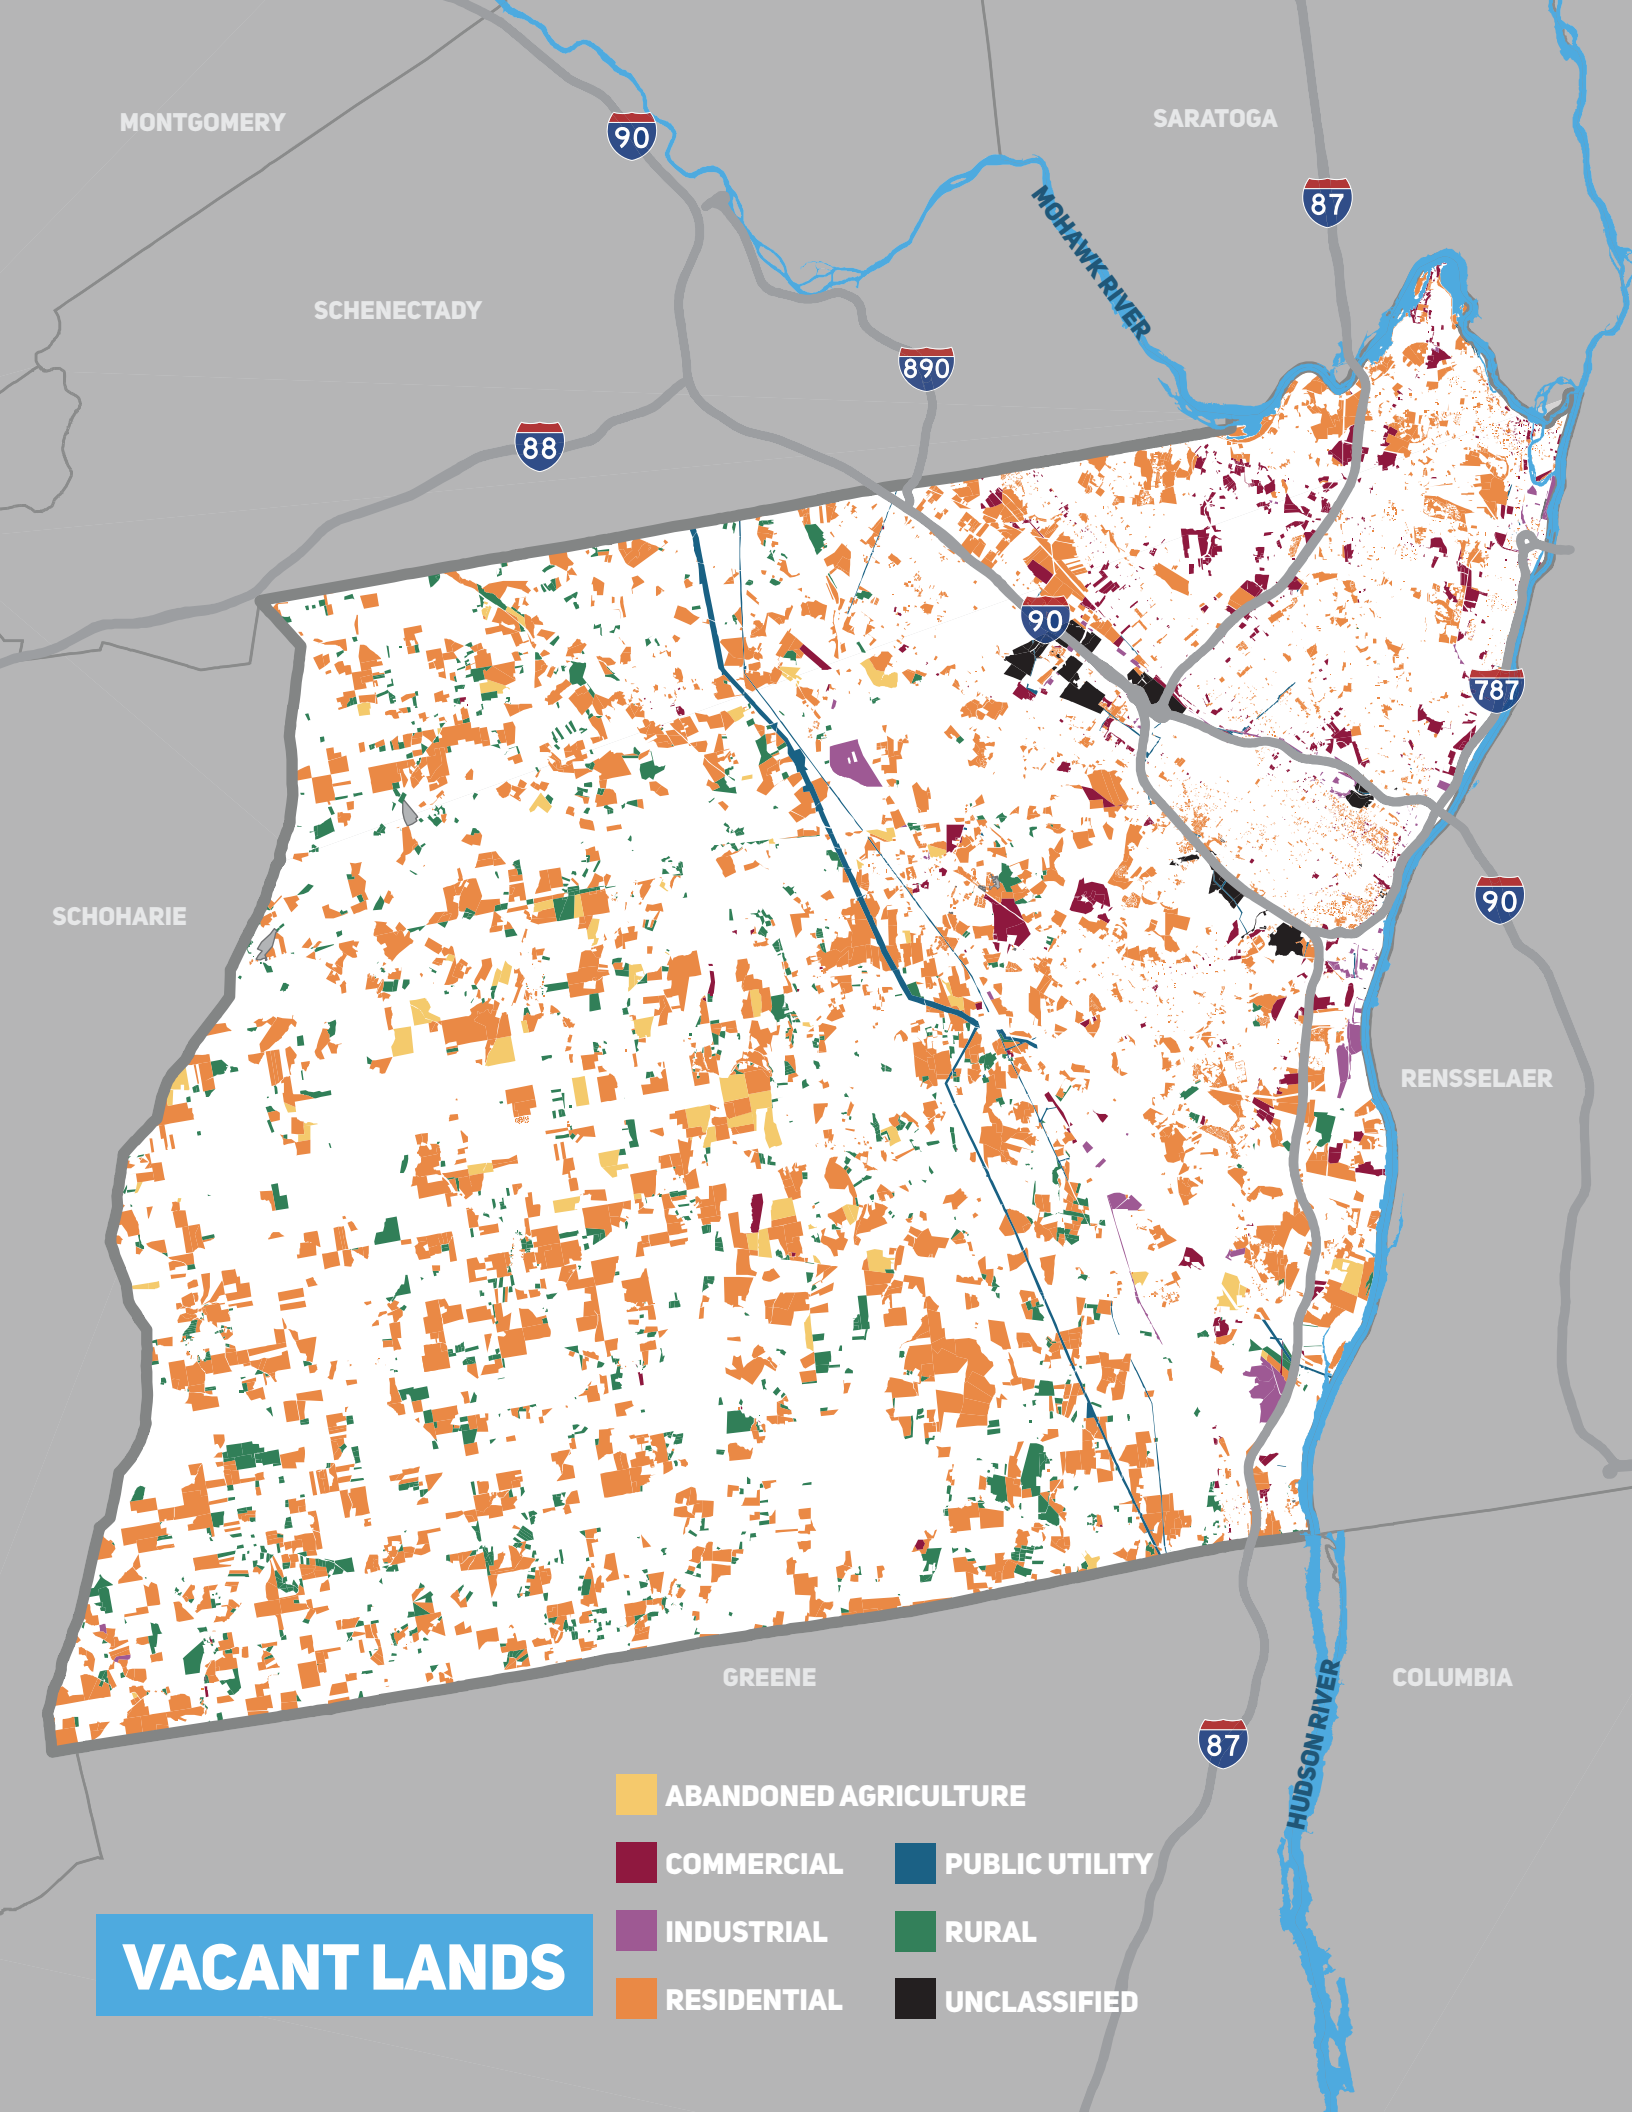 MONTGOMERY
SARATOGA
90
87
MOHAWK RIVER
SCHENECTADY
890
88
90
787
90
SCHOHARIE
RENSSELAER
GREENE
COLUMBIA
HUDSON RIVER
87
ABANDONED AGRICULTURE
COMMERCIAL
PUBLIC UTILITY
INDUSTRIAL
RURAL
VACANT LANDS
RESIDENTIAL
UNCLASSIFIED